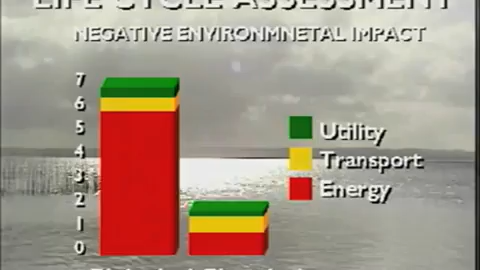 LIFE CYCLE ASSESSMENT
NEGATIVE ENVIRONMNETAL IMPACT
7
6
5
4
3
2
1
0
Utility
Transport
Energy